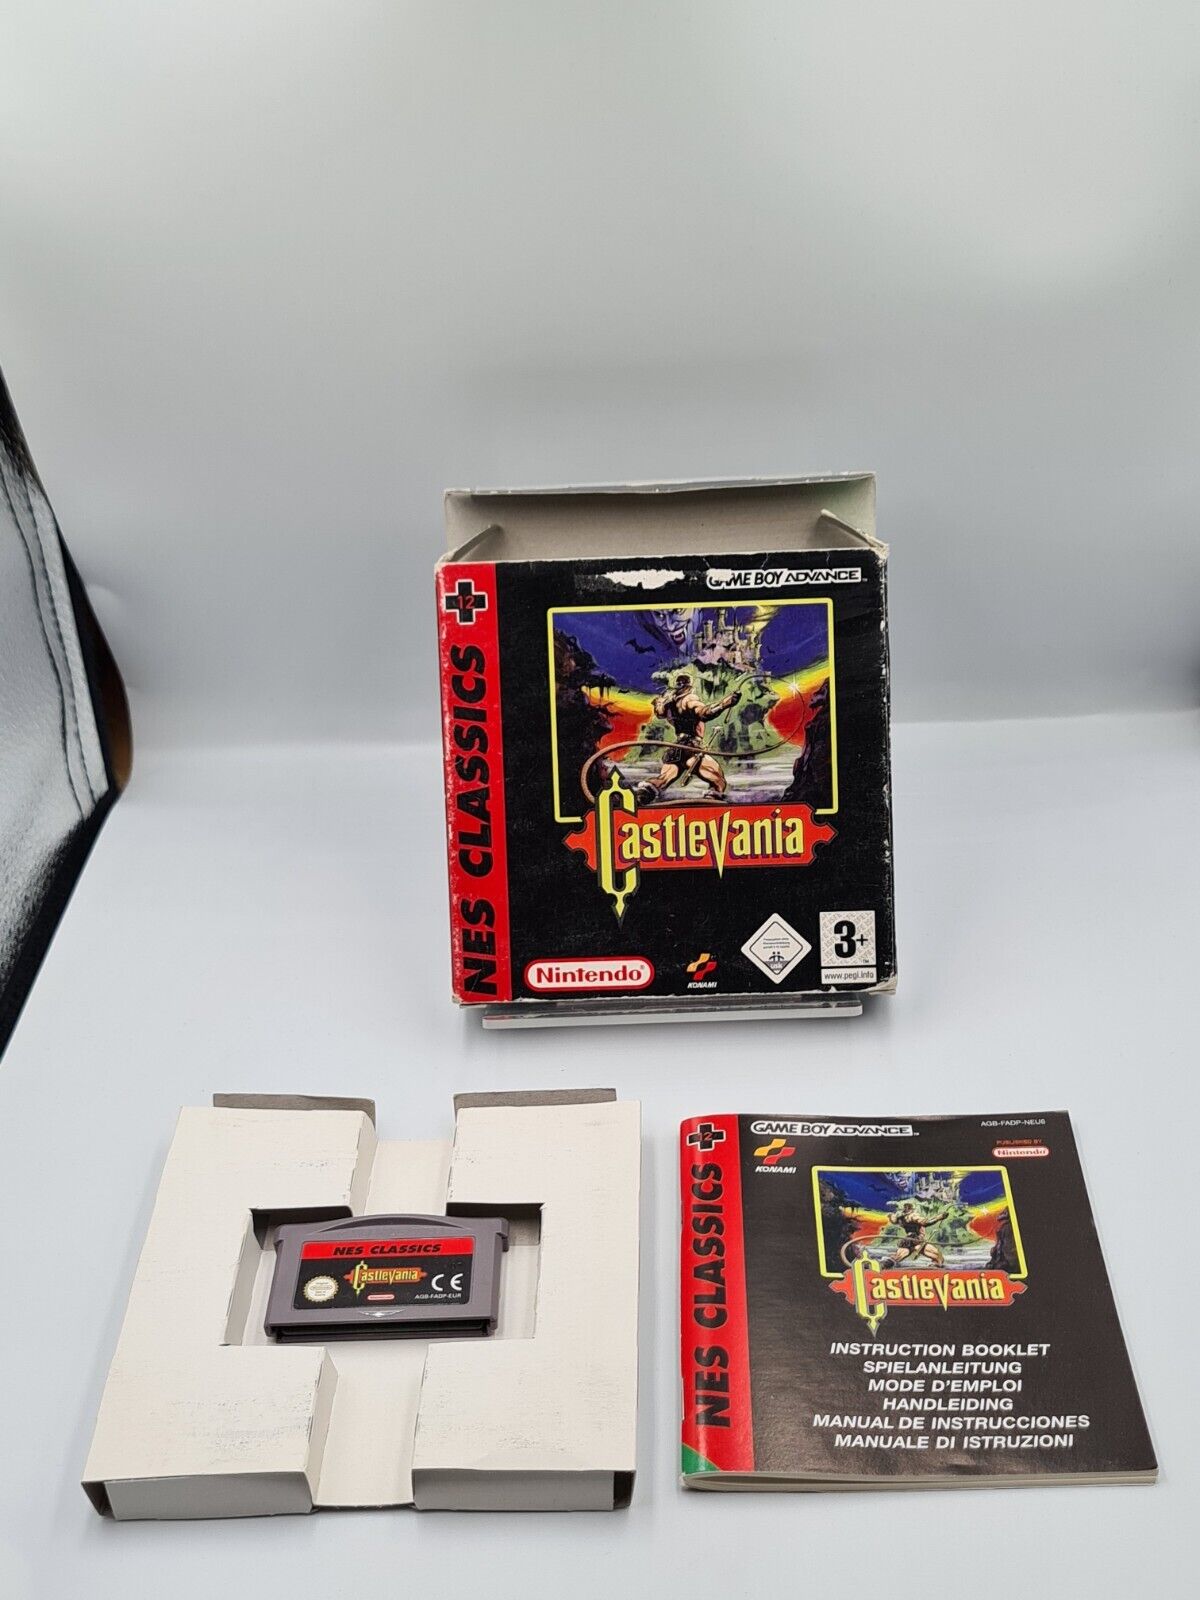 GAME BOY ADVANCE
12
NES CLASSICS
CastleVania
Nintendo
KONAMI
usk
3+
www.pegi.info
NES CLASSICS
CastleVania
CE
AGB-FADP-EUR
GAME BOY ADVANCE
AGB-FADP-NEU6
PUBLISHED BY
Nintendo
KONAMI
12
NES CLASSICS
CastleVania
INSTRUCTION BOOKLET
SPIELANLEITUNG
MODE D'EMPLOI
HANDLEIDING
MANUAL DE INSTRUCCIONES
MANUALE DI ISTRUZIONI